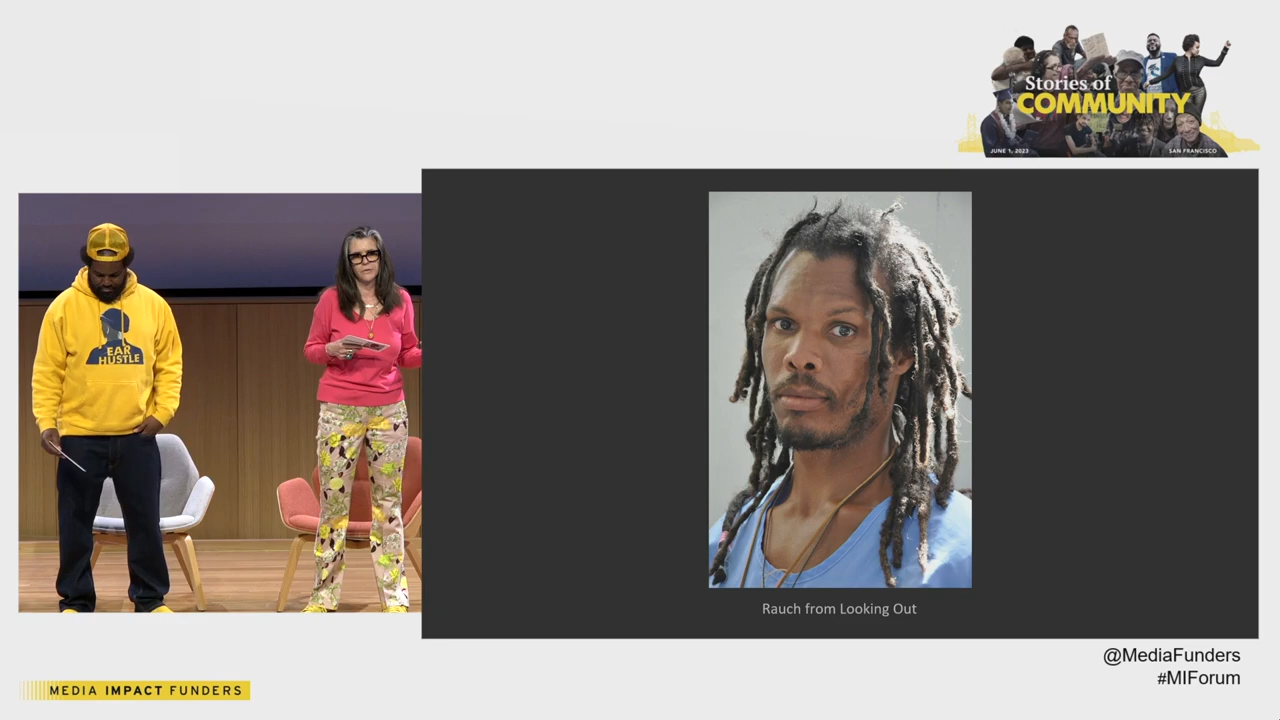 Stories of
COMMUNITY
JUNE 1, 2023
SAN FRANCISCO
EAR
HUSTLE
Rauch from Looking Out
@MediaFunders
#MIForum
MEDIA IMPACT FUNDERS